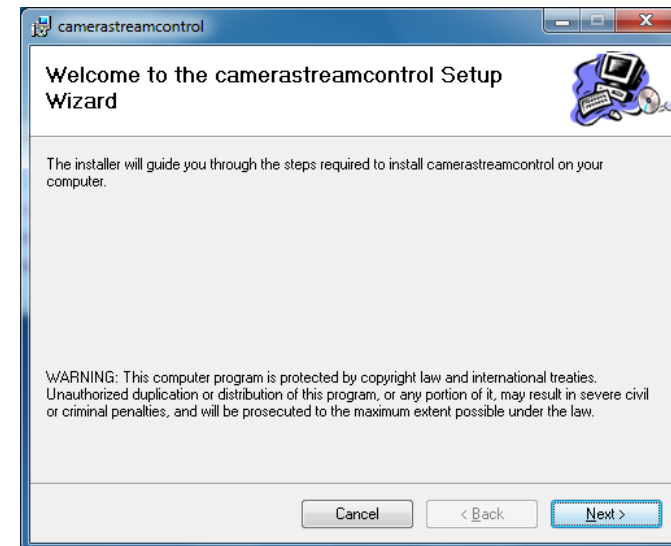 camerastreamcontrol
Welcome to the camerastreamcontrol Setup
Wizard
The installer will guide you through the steps required to install camerastreamcontrol on your
computer.
WARNING: This computer program is protected by copyright law and international treaties.
Unauthorized duplication or distribution of this program, or any portion of it, may result in severe civil
or criminal penalties, and will be prosecuted to the maximum extent possible under the law.
Cancel < Back Next >